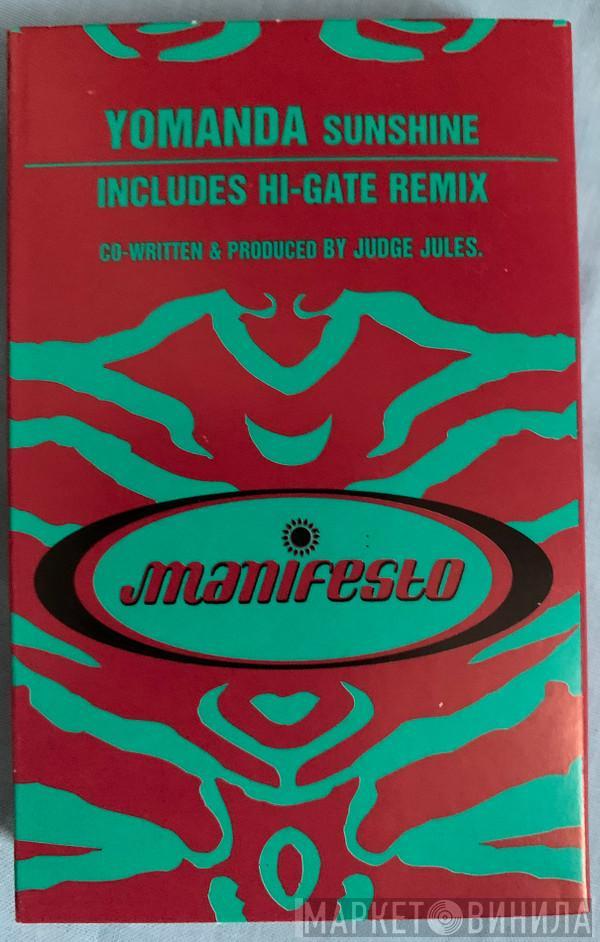 YOMANDA SUNSHINE
INCLUDES HI-GATE REMIX
CO-WRITTEN & PRODUCED BY JUDGE JULES.
manifesto
МАРКЕТ ВИНИЛА